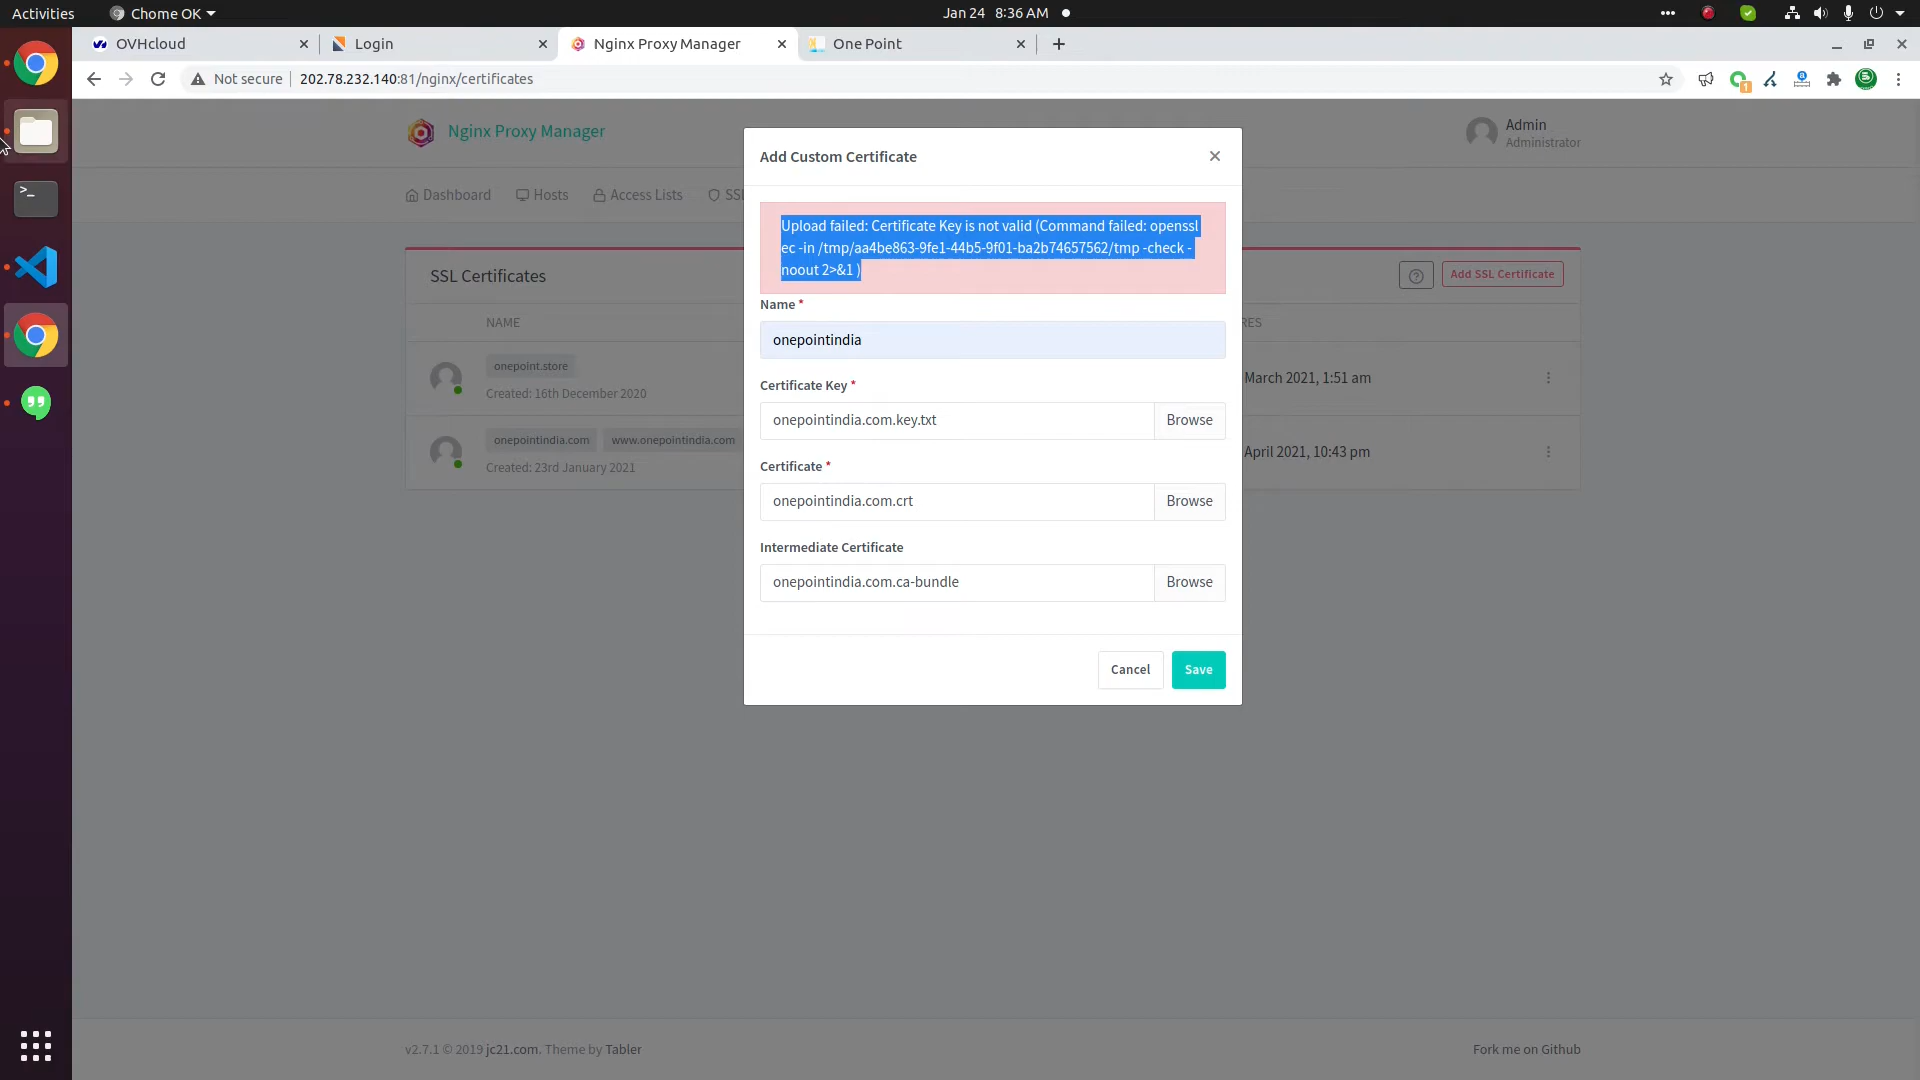 Activities
Chome OK
Jan 24 8:36 AM
OVHcloud
Login
Nginx Proxy Manager
One Point
Not secure
202.78.232.140:81/nginx/certificates
1
Nginx Proxy Manager
Admin
Administrator
Dashboard
Hosts
Access Lists
SSL
Add Custom Certificate
Upload failed: Certificate Key is not valid (Command failed: openssl
ec -in /tmp/aa4be863-9fe1-44b5-9f01-ba2b74657562/tmp -check -
noout 2>&1 )
SSL Certificates
Add SSL Certificate
NAME
RES
onepoint.store
Created: 16th December 2020
March 2021, 1:51 am
onepointindia.com
www.onepointindia.com
Created: 23rd January 2021
April 2021, 10:43 pm
Name *
onepointindia
Certificate Key *
onepointindia.com.key.txt
Browse
Certificate *
onepointindia.com.crt
Browse
Intermediate Certificate
onepointindia.com.ca-bundle
Browse
Cancel
Save
v2.7.1 © 2019 jc21.com. Theme by Tabler
Fork me on Github